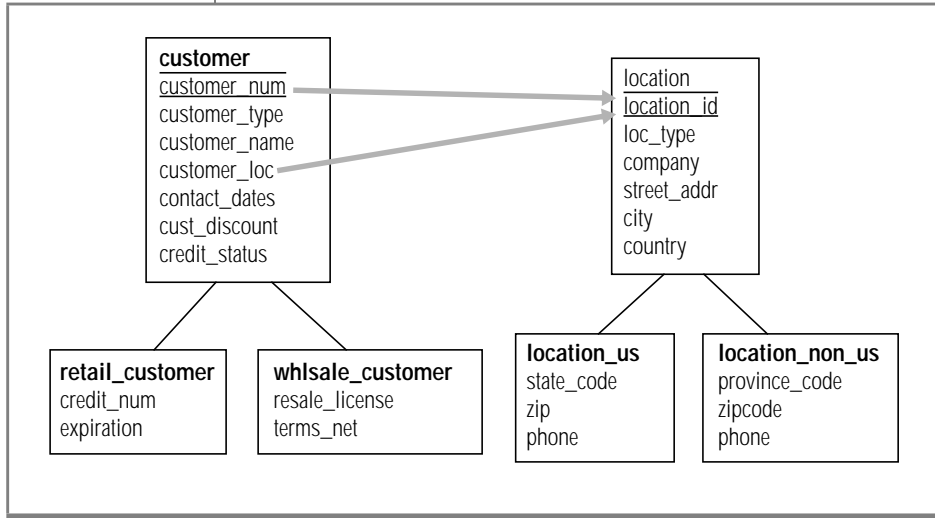 customer
customer_num
customer_type
customer_name
customer_loc
contact_dates
cust_discount
credit_status
location
location_id
loc_type
company
street_addr
city
country
retail_customer
credit_num
expiration
whlsale_customer
resale_license
terms_net
location_us
state_code
zip
phone
location_non_us
province_code
zipcode
phone